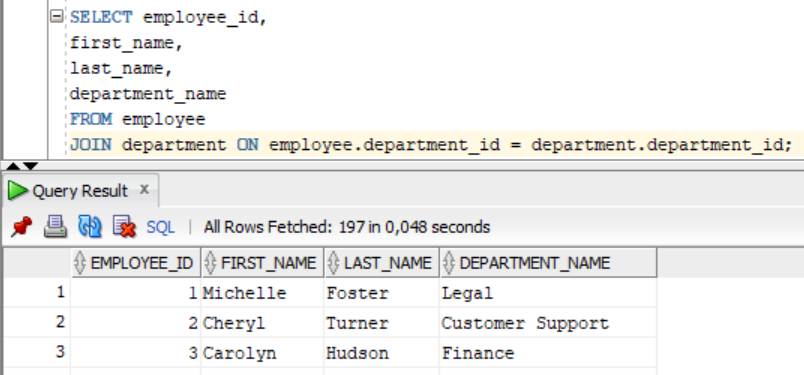 SELECT employee_id,
first_name,
last_name,
department_name
FROM employee
JOIN department ON employee.department_id = department.department_id;
Query Result x
SQL | All Rows Fetched: 197 in 0,048 seconds
EMPLOYEE_ID FIRST_NAME LAST_NAME DEPARTMENT_NAME
1 1 Michelle Foster Legal
2 2 Cheryl Turner Customer Support
3 3 Carolyn Hudson Finance